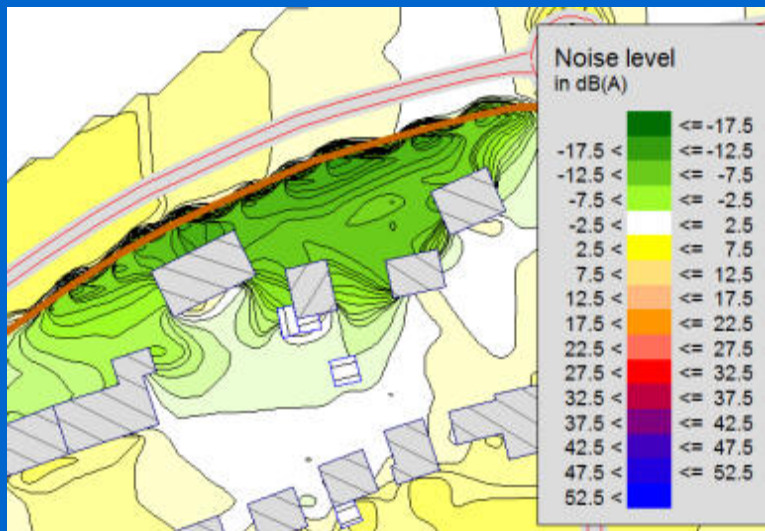 Noise level
in dB(A)
<= -17.5
-17.5 < <= -12.5
-12.5 < <= -7.5
-7.5 < <= -2.5
-2.5 < <= 2.5
2.5 < <= 7.5
7.5 < <= 12.5
12.5 < <= 17.5
17.5 < <= 22.5
22.5 < <= 27.5
27.5 < <= 32.5
32.5 < <= 37.5
37.5 < <= 42.5
42.5 < <= 47.5
47.5 < <= 52.5
52.5 <